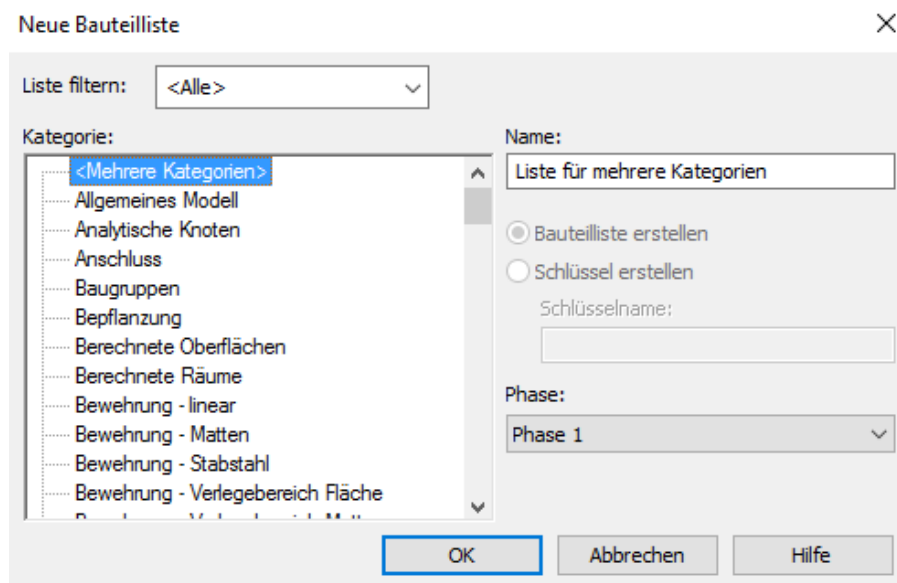 Neue Bauteilliste
Liste filtern:
<Alle>
Kategorie:
<Mehrere Kategorien>
Allgemeines Modell
Analytische Knoten
Anschluss
Baugruppen
Bepflanzung
Berechnete Oberflächen
Berechnete Räume
Bewehrung - linear
Bewehrung - Matten
Bewehrung - Stabstahl
Bewehrung - Verlegebereich Fläche
Name:
Liste für mehrere Kategorien
Bauteilliste erstellen
Schlüssel erstellen
Schlüsselname:
Phase:
Phase 1
OK
Abbrechen
Hilfe